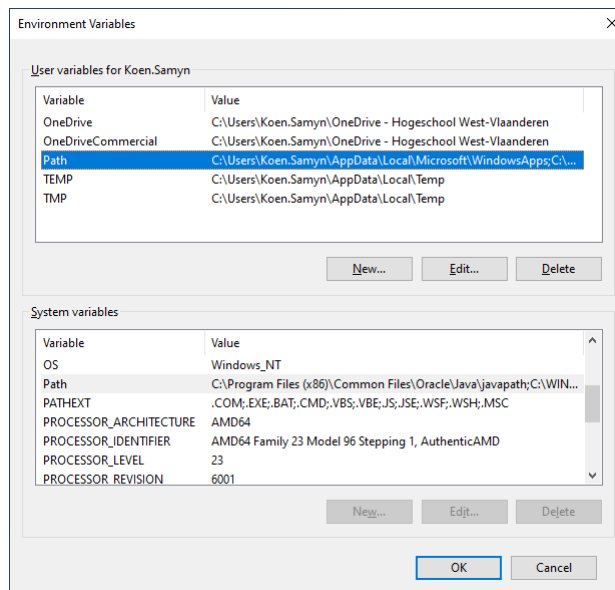 Environment Variables
User variables for Koen.Samyn
Variable Value
OneDrive C:\Users\Koen.Samyn\OneDrive - Hogeschool West-Vlaanderen
OneDriveCommercial C:\Users\Koen.Samyn\OneDrive - Hogeschool West-Vlaanderen
Path C:\Users\Koen.Samyn\AppData\Local\Microsoft\WindowsApps;C:\...
TEMP C:\Users\Koen.Samyn\AppData\Local\Temp
TMP C:\Users\Koen.Samyn\AppData\Local\Temp
New... Edit... Delete
System variables
Variable Value
OS Windows_NT
Path C:\Program Files (x86)\Common Files\Oracle\Java\javapath;C:\WIN...
PATHEXT .COM;.EXE;.BAT;.CMD;.VBS;.VBE;.JS;.JSE;.WSF;.WSH;.MSC
PROCESSOR_ARCHITECTURE AMD64
PROCESSOR_IDENTIFIER AMD64 Family 23 Model 96 Stepping 1, AuthenticAMD
PROCESSOR_LEVEL 23
PROCESSOR_REVISION 6001
New... Edit... Delete
OK Cancel